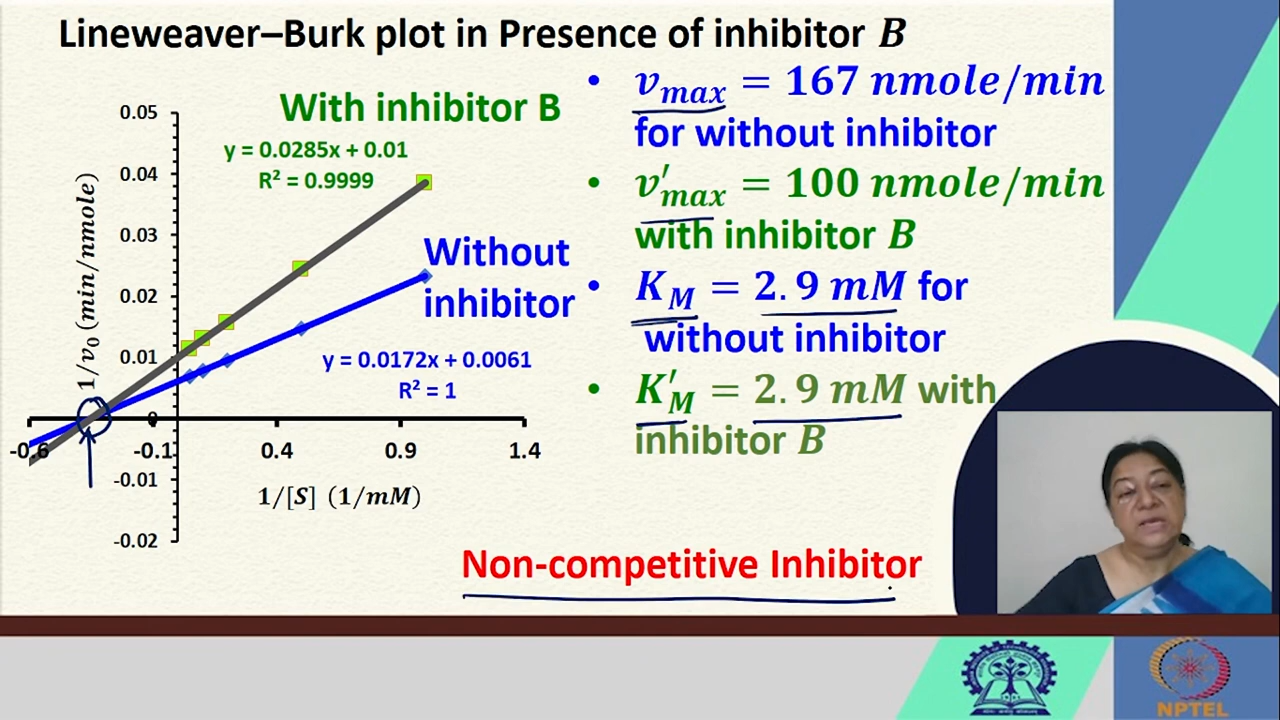 Lineweaver–Burk plot in Presence of inhibitor B
With inhibitor B
y = 0.0285x + 0.01
R² = 0.9999
Without
inhibitor
y = 0.0172x + 0.0061
R² = 1
0.05
0.04
0.03
0.02
0.01
0
-0.01
-0.02
-0.6
-0.1
0.4
0.9
1.4
1/v₀ (min/nmole)
1/[S] (1/mM)
• v_max = 167 nmole/min
for without inhibitor
• v′_max = 100 nmole/min
with inhibitor B
• K_M = 2.9 mM for
without inhibitor
• K′_M = 2.9 mM with
inhibitor B
Non-competitive Inhibitor
NPTEL